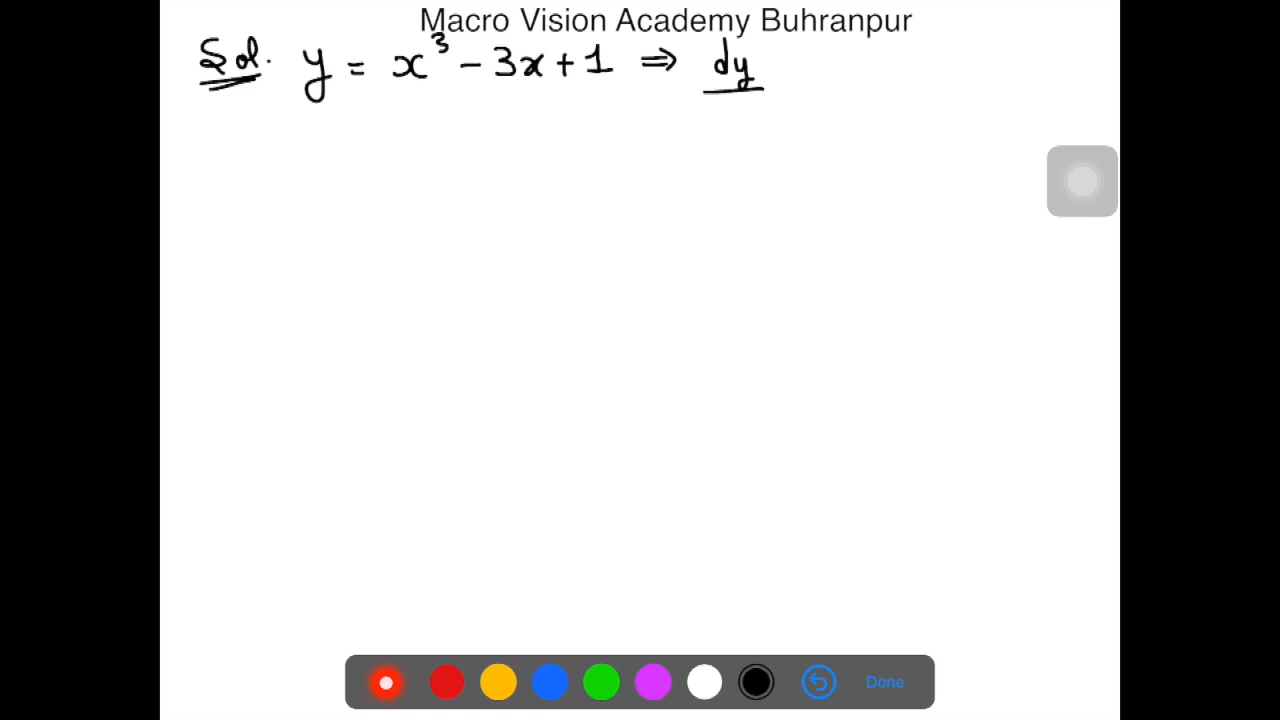 Macro Vision Academy Buhranpur
Sol. y = x³ - 3x + 1 ⇒ dy
Done